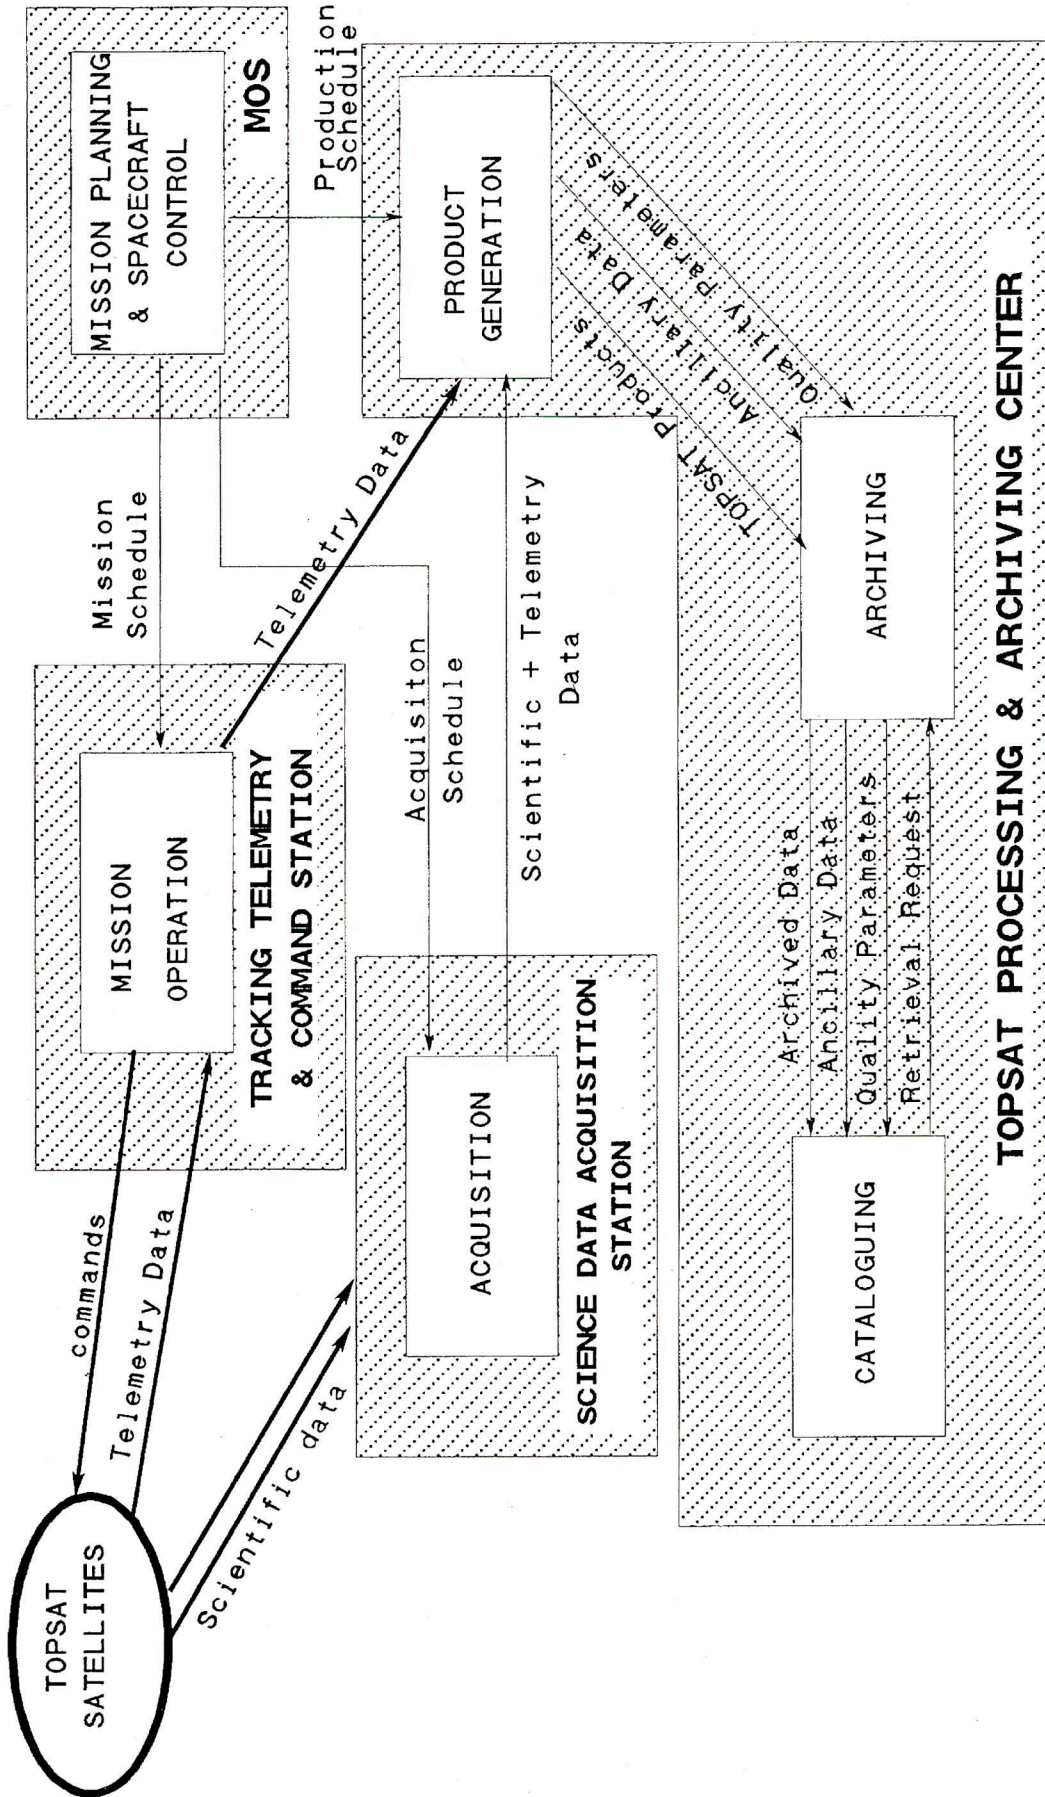 TOPSAT
SATELLITES
commands
Telemetry Data
Scientific data
MISSION
OPERATION
TRACKING TELEMETRY
& COMMAND STATION
Mission
Schedule
MISSION PLANNING
& SPACECRAFT
CONTROL
MOS
Production
Schedule
Telemetry Data
Acquisiton
Schedule
ACQUISITION
SCIENCE DATA ACQUISITION
STATION
Scientific + Telemetry
Data
PRODUCT
GENERATION
TOPSAT Products
Ancillary Data
Quality Parameters
CATALOGUING
Archived Data
Ancillary Data
Quality Parameters
Retrieval Request
ARCHIVING
TOPSAT PROCESSING & ARCHIVING CENTER